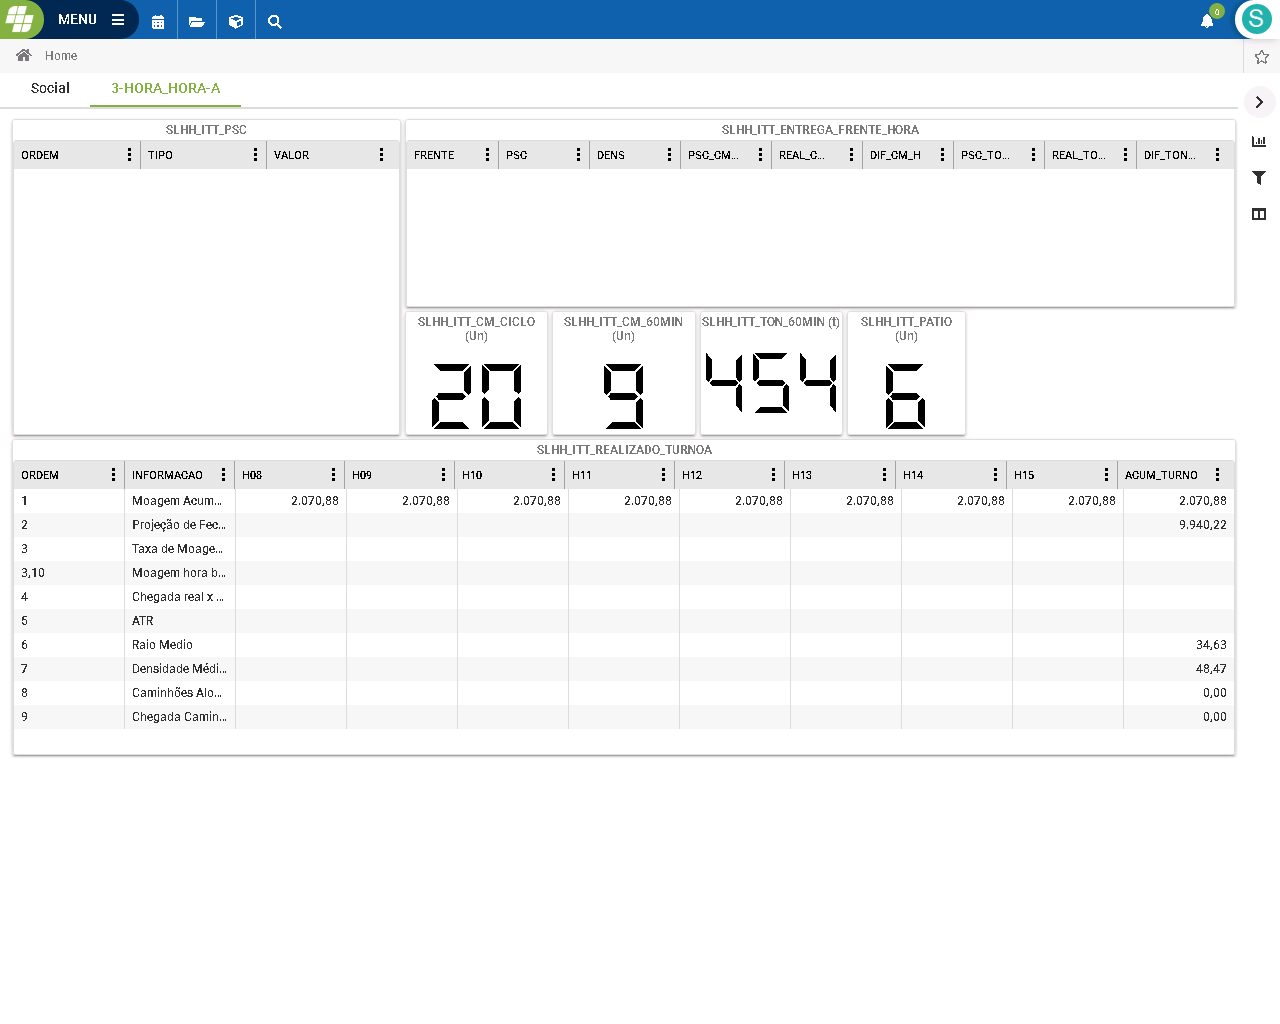 MENU
0
S
Home
Social 3-HORA_HORA-A
SLHH_ITT_PSC
ORDEM TIPO VALOR
SLHH_ITT_ENTREGA_FRENTE_HORA
FRENTE PSC DENS PSC_CM... REAL_C... DIF_CM_H PSC_TO... REAL_TO... DIF_TON...
SLHH_ITT_CM_CICLO
(Un)
20
SLHH_ITT_CM_60MIN
(Un)
9
SLHH_ITT_TON_60MIN (t)
454
SLHH_ITT_PATIO
(Un)
6
SLHH_ITT_REALIZADO_TURNOA
ORDEM INFORMACAO H08 H09 H10 H11 H12 H13 H14 H15 ACUM_TURNO
1 Moagem Acum... 2.070,88 2.070,88 2.070,88 2.070,88 2.070,88 2.070,88 2.070,88 2.070,88 2.070,88
2 Projeção de Fec... 9.940,22
3 Taxa de Moage...
3,10 Moagem hora b...
4 Chegada real x ...
5 ATR
6 Raio Medio 34,63
7 Densidade Médi... 48,47
8 Caminhões Alo... 0,00
9 Chegada Camin... 0,00